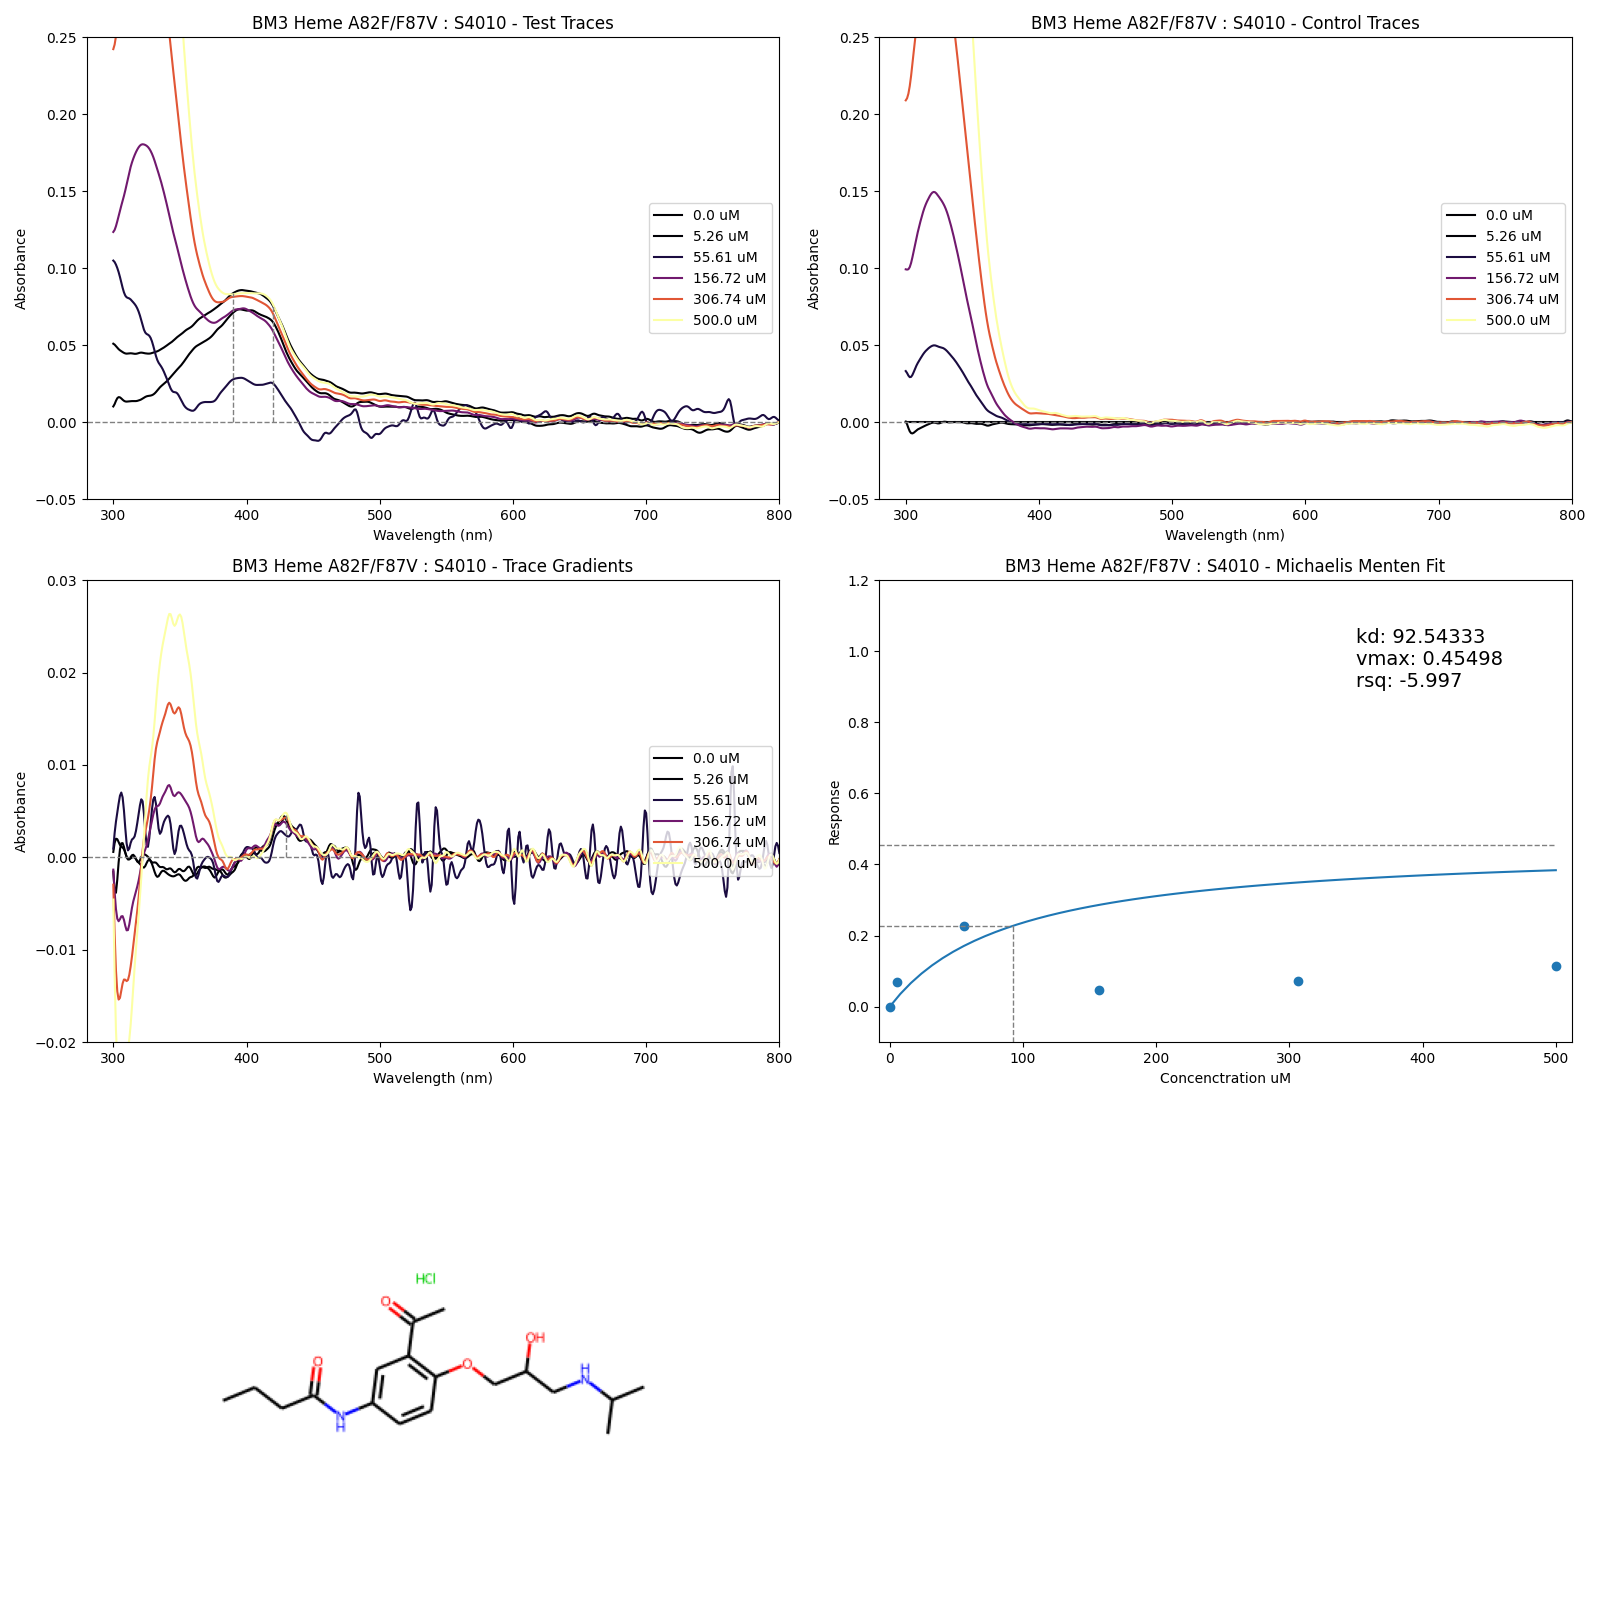 BM3 Heme A82F/F87V : S4010 - Test Traces
Absorbance
0.25
0.20
0.15
0.10
0.05
0.00
−0.05
300 400 500 600 700 800
Wavelength (nm)
0.0 uM
5.26 uM
55.61 uM
156.72 uM
306.74 uM
500.0 uM
BM3 Heme A82F/F87V : S4010 - Control Traces
Absorbance
0.25
0.20
0.15
0.10
0.05
0.00
−0.05
300 400 500 600 700 800
Wavelength (nm)
0.0 uM
5.26 uM
55.61 uM
156.72 uM
306.74 uM
500.0 uM
BM3 Heme A82F/F87V : S4010 - Trace Gradients
Absorbance
0.03
0.02
0.01
0.00
−0.01
−0.02
300 400 500 600 700 800
Wavelength (nm)
0.0 uM
5.26 uM
55.61 uM
156.72 uM
306.74 uM
500.0 uM
BM3 Heme A82F/F87V : S4010 - Michaelis Menten Fit
Response
1.2
1.0
0.8
0.6
0.4
0.2
0.0
0 100 200 300 400 500
Concenctration uM
kd: 92.54333
vmax: 0.45498
rsq: -5.997
HCl
O
OH
O
O
H
N
N
H